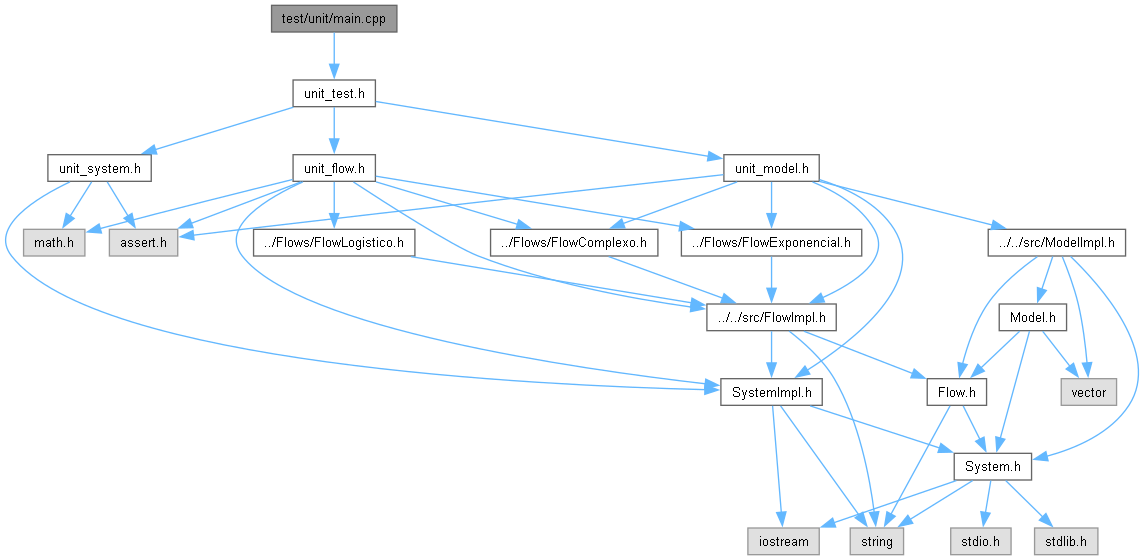 test/unit/main.cpp
unit_test.h
unit_system.h
unit_flow.h
unit_model.h
math.h
assert.h
../Flows/FlowLogistico.h
../Flows/FlowComplexo.h
../Flows/FlowExponencial.h
../../src/ModelImpl.h
../../src/FlowImpl.h
Model.h
SystemImpl.h
Flow.h
vector
System.h
iostream
string
stdio.h
stdlib.h